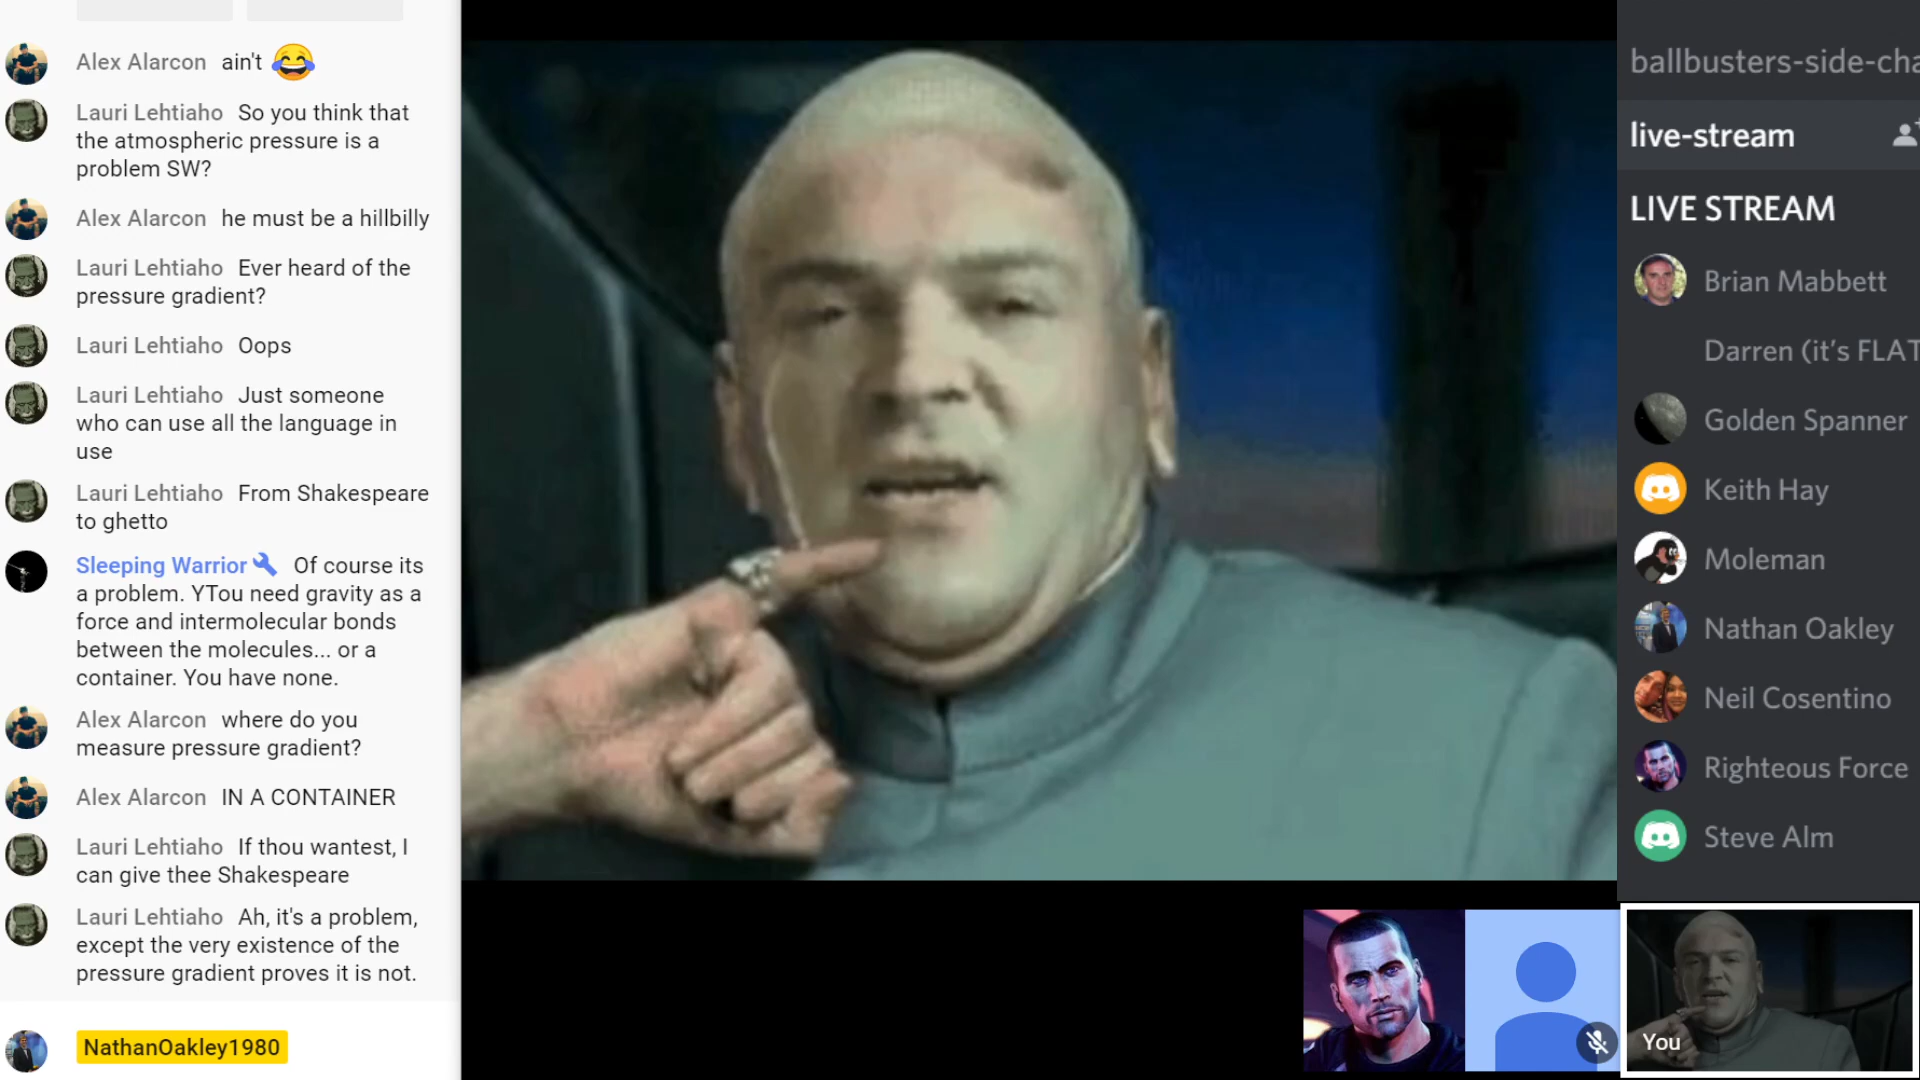 Alex Alarcon ain't 😂
Lauri Lehtiaho So you think that
the atmospheric pressure is a
problem SW?
Alex Alarcon he must be a hillbilly
Lauri Lehtiaho Ever heard of the
pressure gradient?
Lauri Lehtiaho Oops
Lauri Lehtiaho Just someone
who can use all the language in
use
Lauri Lehtiaho From Shakespeare
to ghetto
Sleeping Warrior Of course its
a problem. YTou need gravity as a
force and intermolecular bonds
between the molecules... or a
container. You have none.
Alex Alarcon where do you
measure pressure gradient?
Alex Alarcon IN A CONTAINER
Lauri Lehtiaho If thou wantest, I
can give thee Shakespeare
Lauri Lehtiaho Ah, it's a problem,
except the very existence of the
pressure gradient proves it is not.
NathanOakley1980
ballbusters-side-cha
live-stream
LIVE STREAM
Brian Mabbett
Darren (it's FLAT
Golden Spanner
Keith Hay
Moleman
Nathan Oakley
Neil Cosentino
Righteous Force
Steve Alm
You